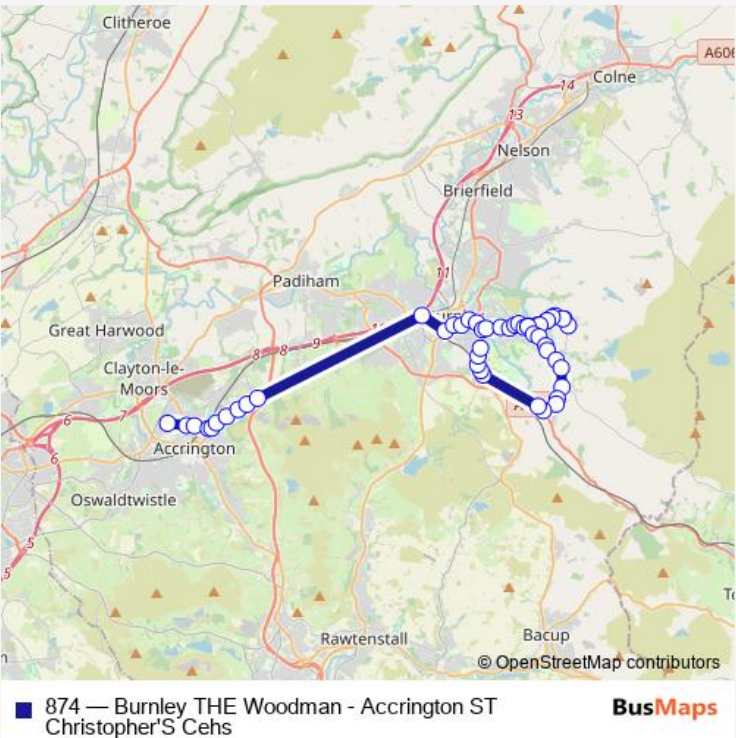 Clitheroe
A606
Colne
14
13
Nelson
Brierfield
11
Padiham
Great Harwood
9
8
8
Clayton-le-
Moors
7
6
Accrington
6
Oswaldtwistle
5
5
Rawtenstall
Bacup
© OpenStreetMap contributors
874 — Burnley THE Woodman - Accrington ST
Christopher'S Cehs
BusMaps